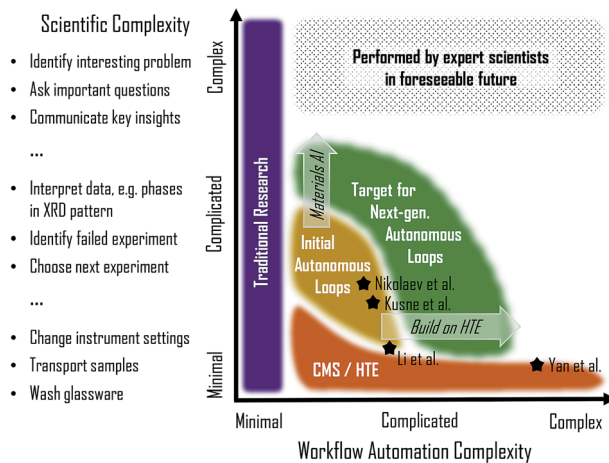 Scientific Complexity
• Identify interesting problem
• Ask important questions
• Communicate key insights
...
• Interpret data, e.g. phases
in XRD pattern
• Identify failed experiment
• Choose next experiment
...
• Change instrument settings
• Transport samples
• Wash glassware
Complex
Complicated
Minimal
Traditional Research
Performed by expert scientists
in foreseeable future
Materials AI
Target for
Next-gen.
Autonomous
Loops
Initial
Autonomous
Loops
Nikolaev et al.
Kusne et al.
Build on HTE
Li et al.
CMS / HTE
Yan et al.
Minimal
Complicated
Complex
Workflow Automation Complexity